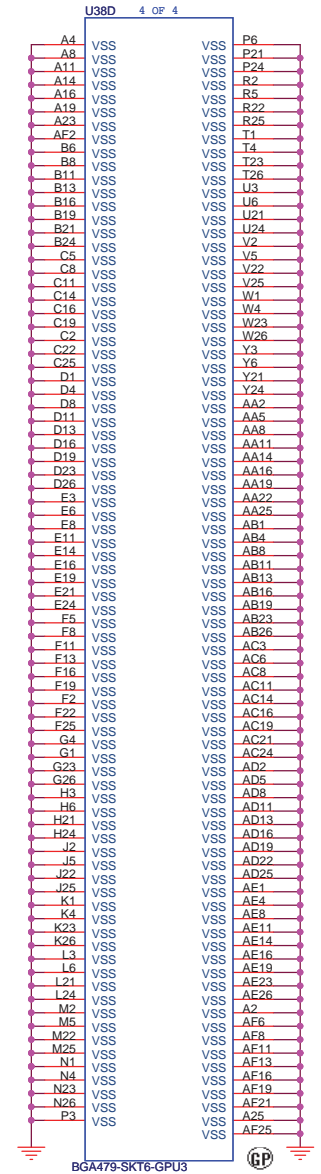 U38D 4 OF 4
A4 VSS VSS P6
A8 VSS VSS P21
A11 VSS VSS P24
A14 VSS VSS R2
A16 VSS VSS R5
A19 VSS VSS R22
A23 VSS VSS R25
AF2 VSS VSS T1
B6 VSS VSS T4
B8 VSS VSS T23
B11 VSS VSS T26
B13 VSS VSS U3
B16 VSS VSS U6
B19 VSS VSS U21
B21 VSS VSS U24
B24 VSS VSS V2
C5 VSS VSS V5
C8 VSS VSS V22
C11 VSS VSS V25
C14 VSS VSS W1
C16 VSS VSS W4
C19 VSS VSS W23
C2 VSS VSS W26
C22 VSS VSS Y3
C25 VSS VSS Y6
D1 VSS VSS Y21
D4 VSS VSS Y24
D8 VSS VSS AA2
D11 VSS VSS AA5
D13 VSS VSS AA8
D16 VSS VSS AA11
D19 VSS VSS AA14
D23 VSS VSS AA16
D26 VSS VSS AA19
E3 VSS VSS AA22
E6 VSS VSS AA25
E8 VSS VSS AB1
E11 VSS VSS AB4
E14 VSS VSS AB8
E16 VSS VSS AB11
E19 VSS VSS AB13
E21 VSS VSS AB16
E24 VSS VSS AB19
F5 VSS VSS AB23
F8 VSS VSS AB26
F11 VSS VSS AC3
F13 VSS VSS AC6
F16 VSS VSS AC8
F19 VSS VSS AC11
F2 VSS VSS AC14
F22 VSS VSS AC16
F25 VSS VSS AC19
G4 VSS VSS AC21
G1 VSS VSS AC24
G23 VSS VSS AD2
G26 VSS VSS AD5
H3 VSS VSS AD8
H6 VSS VSS AD11
H21 VSS VSS AD13
H24 VSS VSS AD16
J2 VSS VSS AD19
J5 VSS VSS AD22
J22 VSS VSS AD25
J25 VSS VSS AE1
K1 VSS VSS AE4
K4 VSS VSS AE8
K23 VSS VSS AE11
K26 VSS VSS AE14
L3 VSS VSS AE16
L6 VSS VSS AE19
L21 VSS VSS AE23
L24 VSS VSS AE26
M2 VSS VSS A2
M5 VSS VSS AF6
M22 VSS VSS AF8
M25 VSS VSS AF11
N1 VSS VSS AF13
N4 VSS VSS AF16
N23 VSS VSS AF19
N26 VSS VSS AF21
P3 VSS VSS A25
VSS AF25
GP
BGA479-SKT6-GPU3